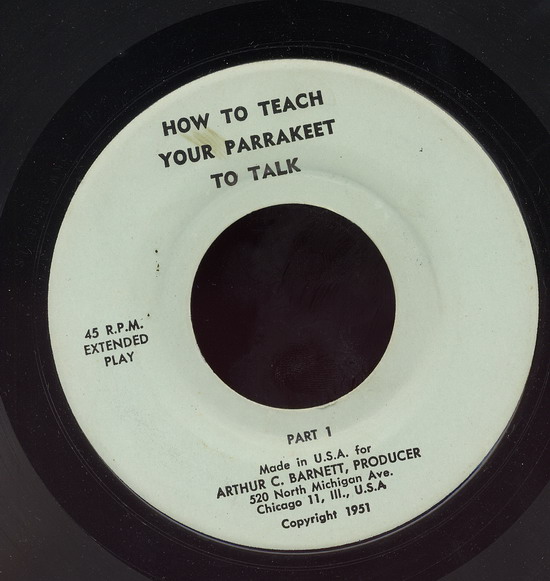 HOW TO TEACH
YOUR PARRAKEET
TO TALK
45 R.P.M.
EXTENDED
PLAY
PART 1
Made in U.S.A. for
ARTHUR C. BARNETT, PRODUCER
520 North Michigan Ave.
Chicago 11, Ill., U.S.A
Copyright 1951